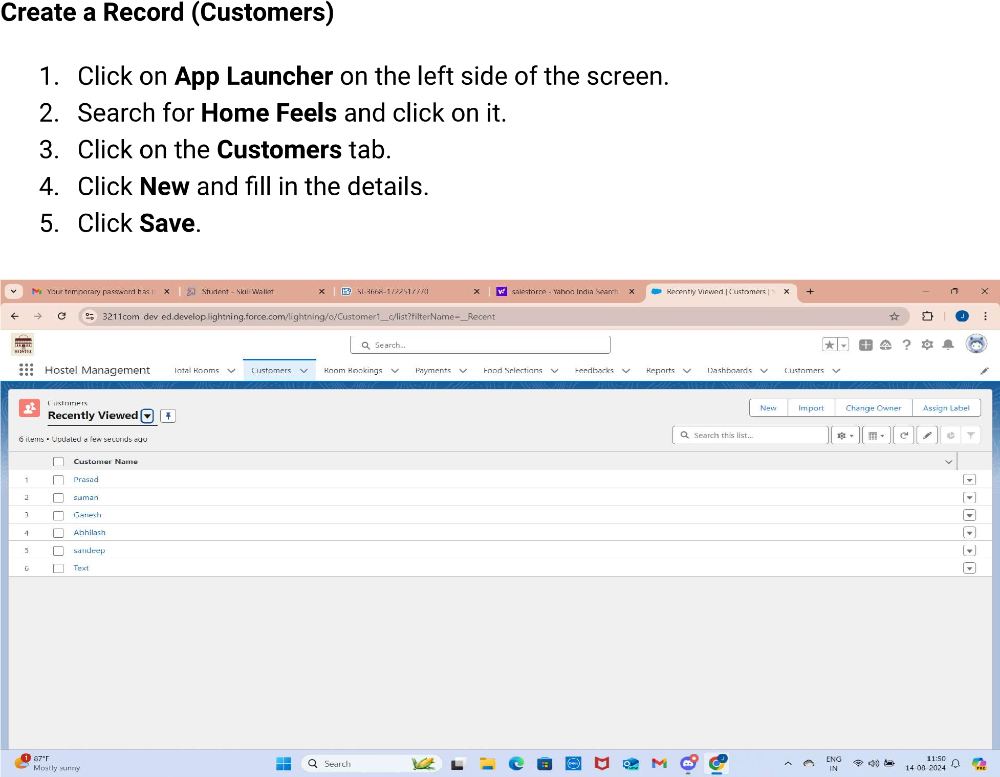 Create a Record (Customers)
1. Click on App Launcher on the left side of the screen.
2. Search for Home Feels and click on it.
3. Click on the Customers tab.
4. Click New and fill in the details.
5. Click Save.
Your temporary password has
Student - Skill Wallet
SI-3668-1722517770
salesforce - Yahoo India Search
Recently Viewed | Customers |
3211com dev ed.develop.lightning.force.com/lightning/o/Customer1__c/list?filterName=__Recent
HOSTEL
Search...
Hostel Management
Total Rooms
Customers
Room Bookings
Payments
Food Selections
Feedbacks
Reports
Dashboards
Customers
Customers
Recently Viewed
New
Import
Change Owner
Assign Label
6 items • Updated a few seconds ago
Search this list...
Customer Name
1 Prasad
2 suman
3 Ganesh
4 Abhilash
5 sandeep
6 Text
1
87°F
Mostly sunny
Search
DELL
NEW
J
ENG
IN
11:50
14-08-2024
PRE